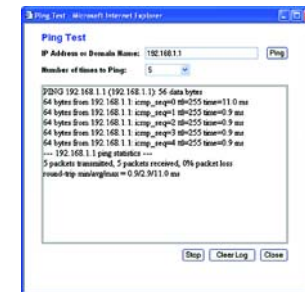 Ping Test - Microsoft Internet Explorer
Ping Test
IP Address or Domain Name: 192.168.1.1 Ping
Number of times to Ping: 5
PING 192.168.1.1 (192.168.1.1): 56 data bytes
64 bytes from 192.168.1.1: icmp_seq=0 ttl=255 time=11.0 ms
64 bytes from 192.168.1.1: icmp_seq=1 ttl=255 time=0.9 ms
64 bytes from 192.168.1.1: icmp_seq=2 ttl=255 time=0.9 ms
64 bytes from 192.168.1.1: icmp_seq=3 ttl=255 time=0.9 ms
64 bytes from 192.168.1.1: icmp_seq=4 ttl=255 time=0.9 ms
--- 192.168.1.1 ping statistics ---
5 packets transmitted, 5 packets received, 0% packet loss
round-trip min/avg/max = 0.9/2.9/11.0 ms
Stop Clear Log Close